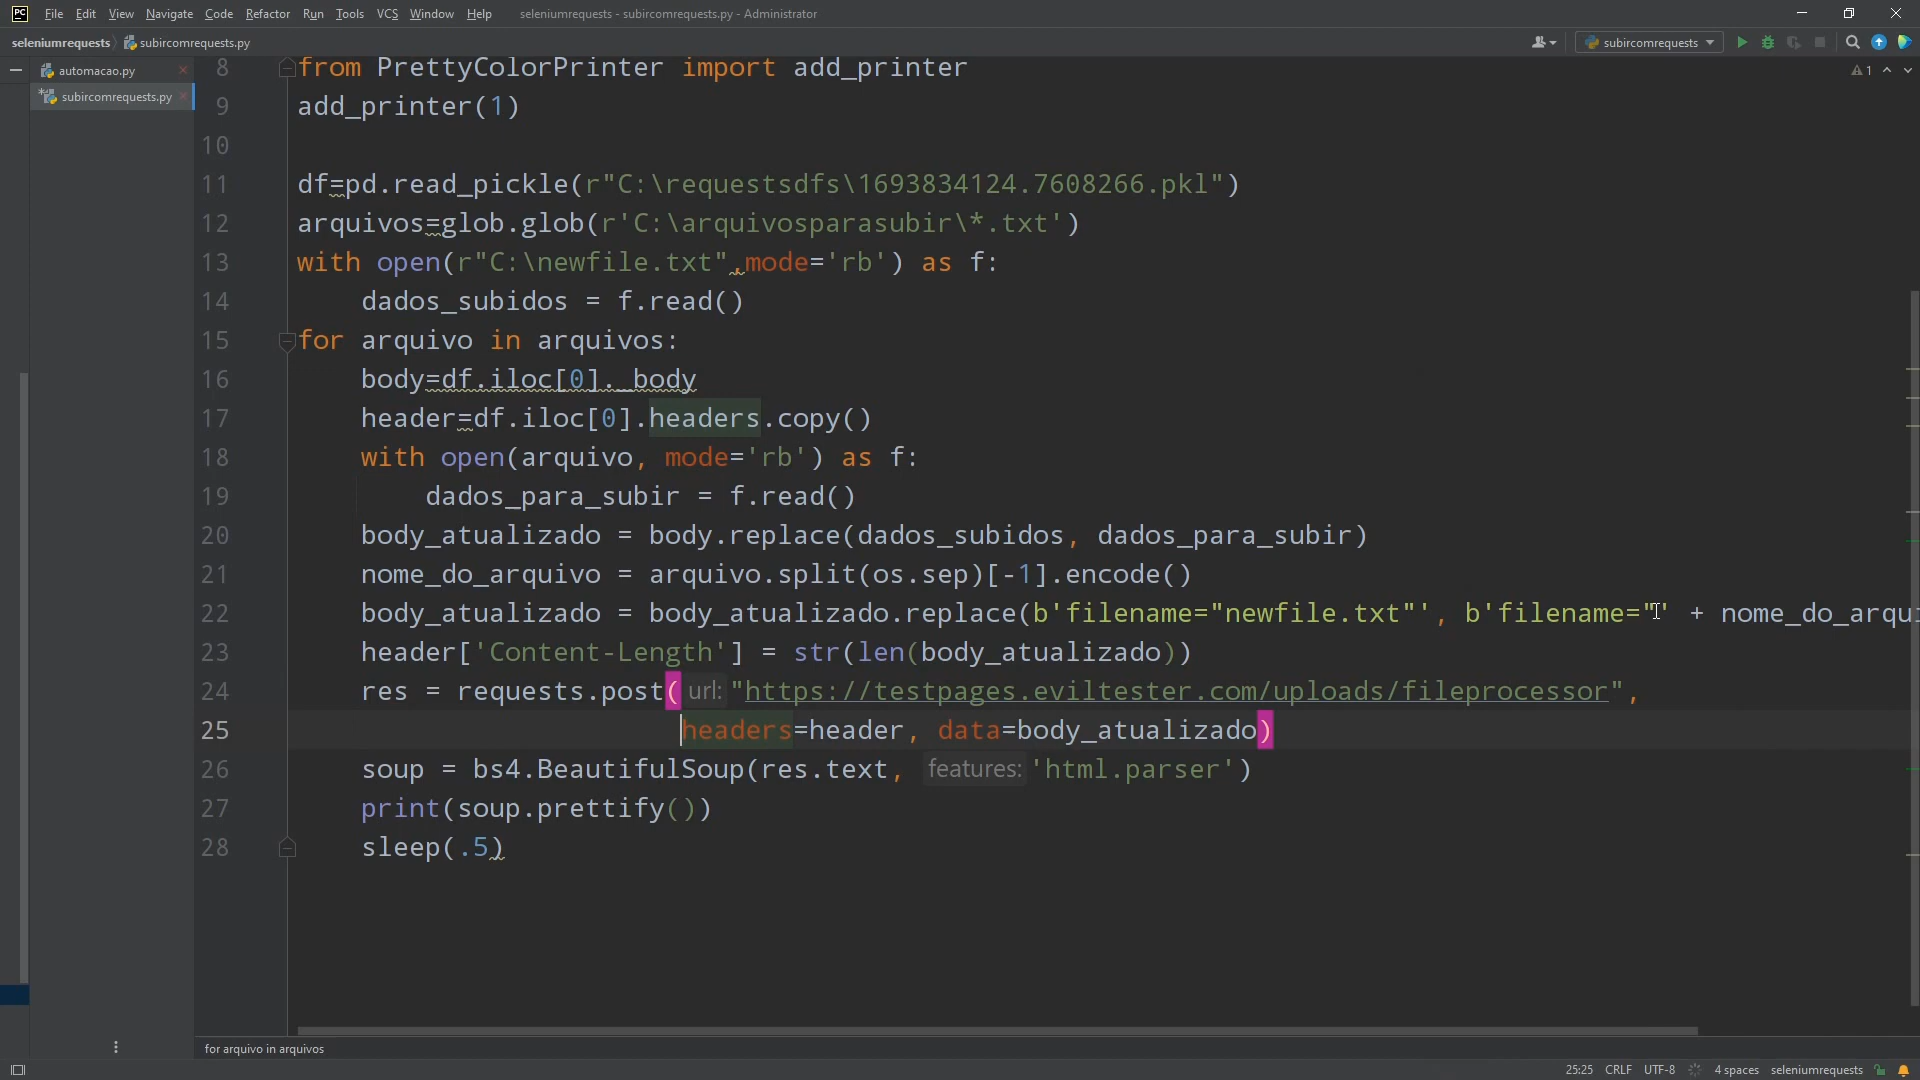 PC File Edit View Navigate Code Refactor Run Tools VCS Window Help seleniumrequests - subircomrequests.py - Administrator
seleniumrequests subircomrequests.py subircomrequests
automacao.py
subircomrequests.py
1
8 from PrettyColorPrinter import add_printer
9 add_printer(1)
10
11 df=pd.read_pickle(r"C:\requestsdfs\1693834124.7608266.pkl")
12 arquivos=glob.glob(r'C:\arquivosparasubir\*.txt')
13 with open(r"C:\newfile.txt",mode='rb') as f:
14     dados_subidos = f.read()
15 for arquivo in arquivos:
16     body=df.iloc[0]._body
17     header=df.iloc[0].headers.copy()
18     with open(arquivo, mode='rb') as f:
19         dados_para_subir = f.read()
20     body_atualizado = body.replace(dados_subidos, dados_para_subir)
21     nome_do_arquivo = arquivo.split(os.sep)[-1].encode()
22     body_atualizado = body_atualizado.replace(b'filename="newfile.txt"', b'filename="' + nome_do_arqui
23     header['Content-Length'] = str(len(body_atualizado))
24     res = requests.post( url: "https://testpages.eviltester.com/uploads/fileprocessor",
25                         headers=header, data=body_atualizado)
26     soup = bs4.BeautifulSoup(res.text, features: 'html.parser')
27     print(soup.prettify())
28     sleep(.5)
for arquivo in arquivos
25:25 CRLF UTF-8 4 spaces seleniumrequests